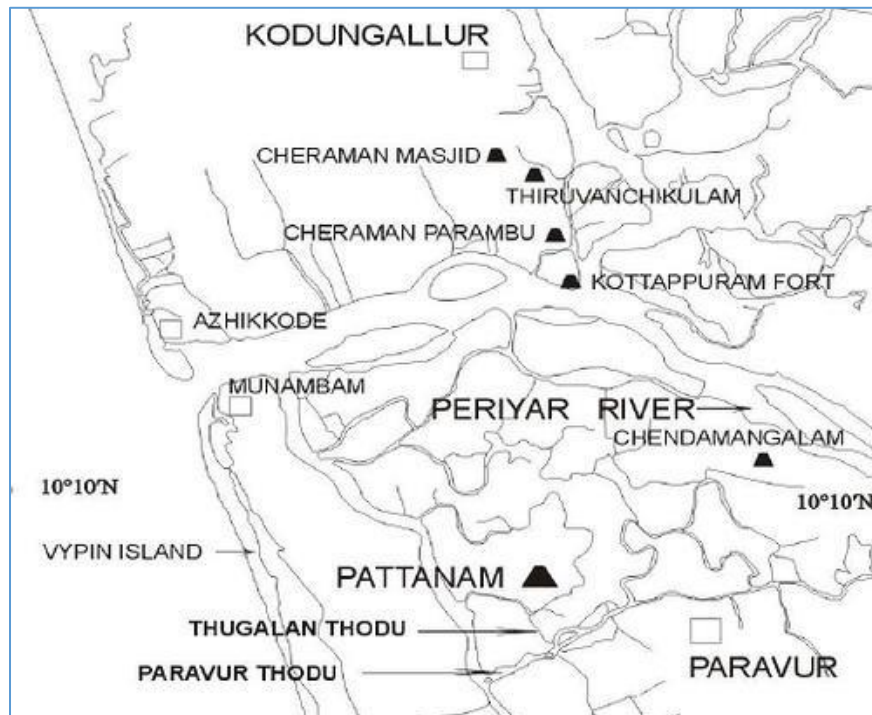 KODUNGALLUR
CHERAMAN MASJID
THIRUVANCHIKULAM
CHERAMAN PARAMBU
KOTTAPPURAM FORT
AZHIKKODE
MUNAMBAM
PERIYAR RIVER
CHENDAMANGALAM
10°10'N
10°10'N
VYPIN ISLAND
PATTANAM
THUGALAN THODU
PARAVUR THODU
PARAVUR